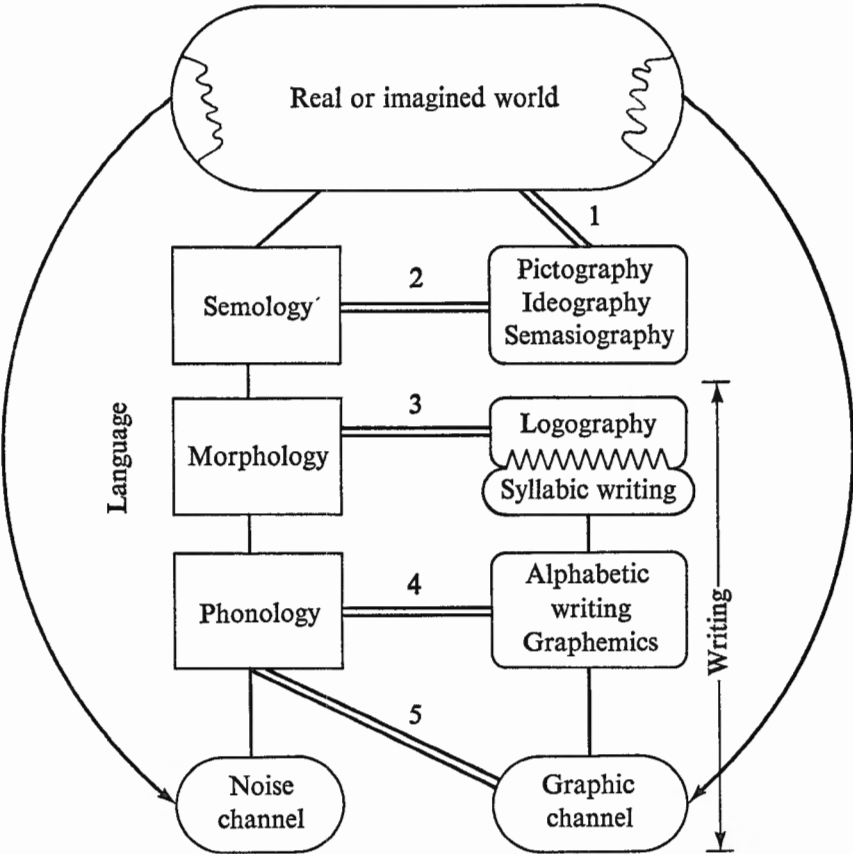 Real or imagined world
1
Semology
2
Pictography
Ideography
Semasiography
Language
Morphology
3
Logography
Syllabic writing
Phonology
4
Alphabetic
writing
Graphemics
Writing
5
Noise
channel
Graphic
channel